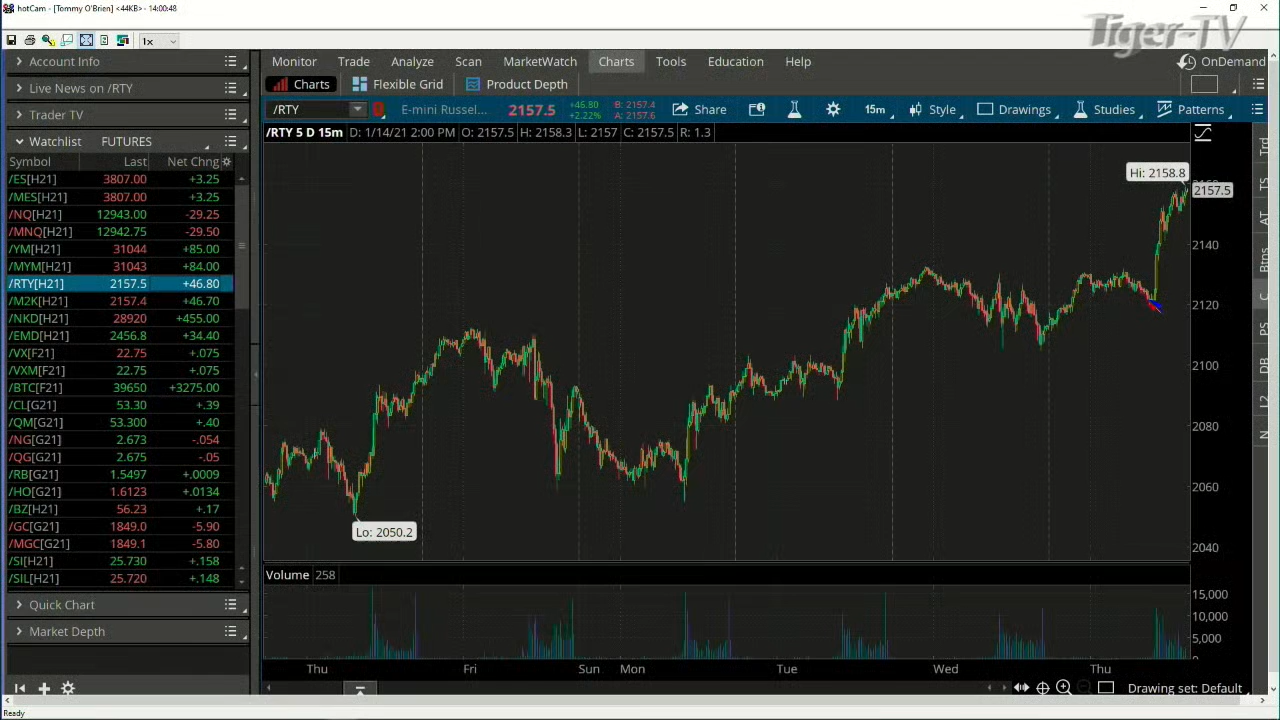 hotCam - [Tommy O'Brien] <44KB> - 14:00:48
Tiger-TV
1x
Account Info
Live News on /RTY
Trader TV
Watchlist FUTURES
Symbol Last Net Chng
/ES[H21] 3807.00 +3.25
/MES[H21] 3807.00 +3.25
/NQ[H21] 12943.00 -29.25
/MNQ[H21] 12942.75 -29.50
/YM[H21] 31044 +85.00
/MYM[H21] 31043 +84.00
/RTY[H21] 2157.5 +46.80
/M2K[H21] 2157.4 +46.70
/NKD[H21] 28920 +455.00
/EMD[H21] 2456.8 +34.40
/VX[F21] 22.75 +.075
/VXM[F21] 22.75 +.075
/BTC[F21] 39650 +3275.00
/CL[G21] 53.30 +.39
/QM[G21] 53.300 +.40
/NG[G21] 2.673 -.054
/QG[G21] 2.675 -.05
/RB[G21] 1.5497 +.0009
/HO[G21] 1.6123 +.0134
/BZ[H21] 56.23 +.17
/GC[G21] 1849.0 -5.90
/MGC[G21] 1849.1 -5.80
/SI[H21] 25.730 +.158
/SIL[H21] 25.720 +.148
Quick Chart
Market Depth
Monitor Trade Analyze Scan MarketWatch Charts Tools Education Help OnDemand
Charts Flexible Grid Product Depth
/RTY E-mini Russel... 2157.5 +46.80 +2.22% B: 2157.4 A: 2157.6 Share 15m Style Drawings Studies Patterns
/RTY 5 D 15m D: 1/14/21 2:00 PM O: 2157.5 H: 2158.3 L: 2157 C: 2157.5 R: 1.3
Hi: 2158.8
2157.5
2140
2120
2100
2080
2060
2040
Lo: 2050.2
Volume 258
15,000
10,000
5,000
Thu Fri Sun Mon Tue Wed Thu
Drawing set: Default
Trd
TS
AT
Btns
C
PS
DB
L2
N
Ready